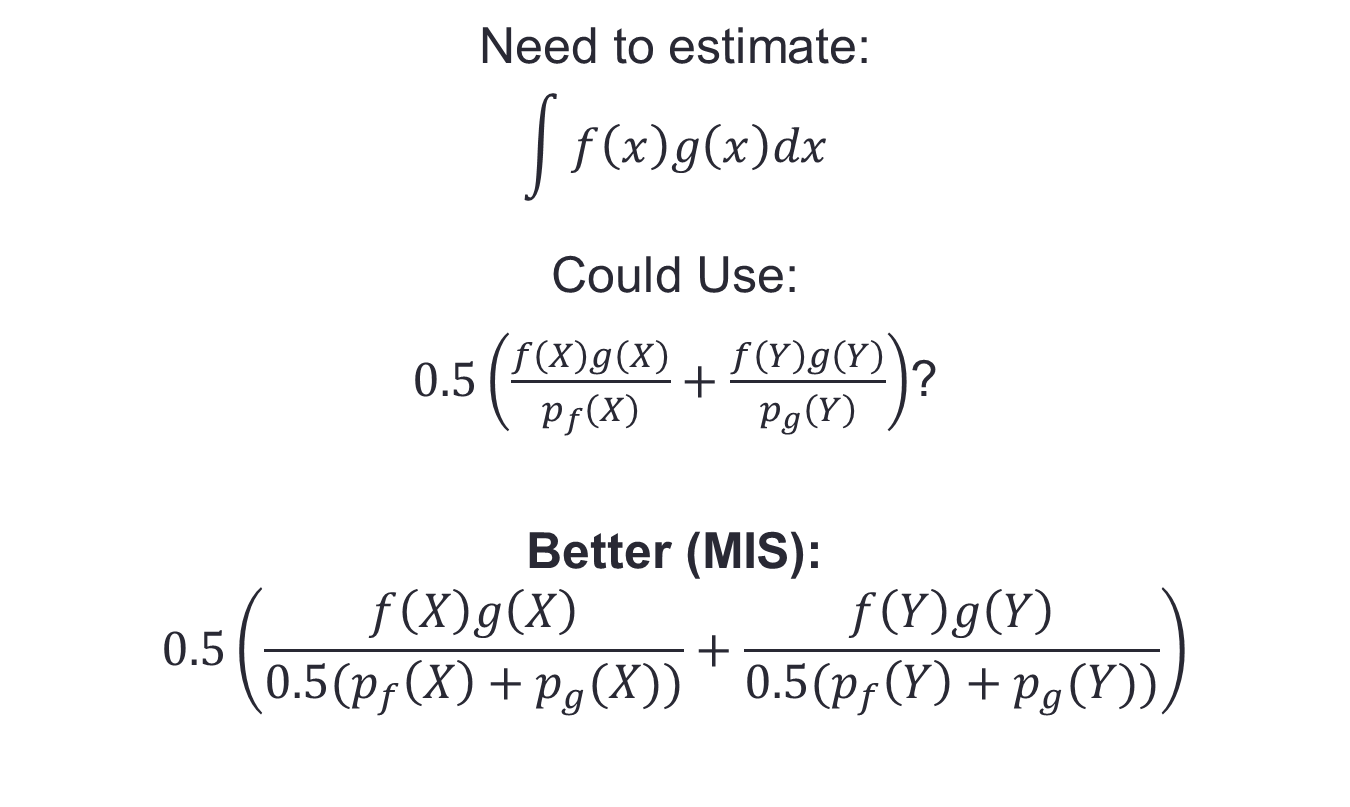 Need to estimate:
∫ f(x)g(x)dx
Could Use:
0.5 ( f(X)g(X) / p_f(X) + f(Y)g(Y) / p_g(Y) )?
Better (MIS):
0.5 ( f(X)g(X) / 0.5(p_f(X) + p_g(X)) + f(Y)g(Y) / 0.5(p_f(Y) + p_g(Y)) )